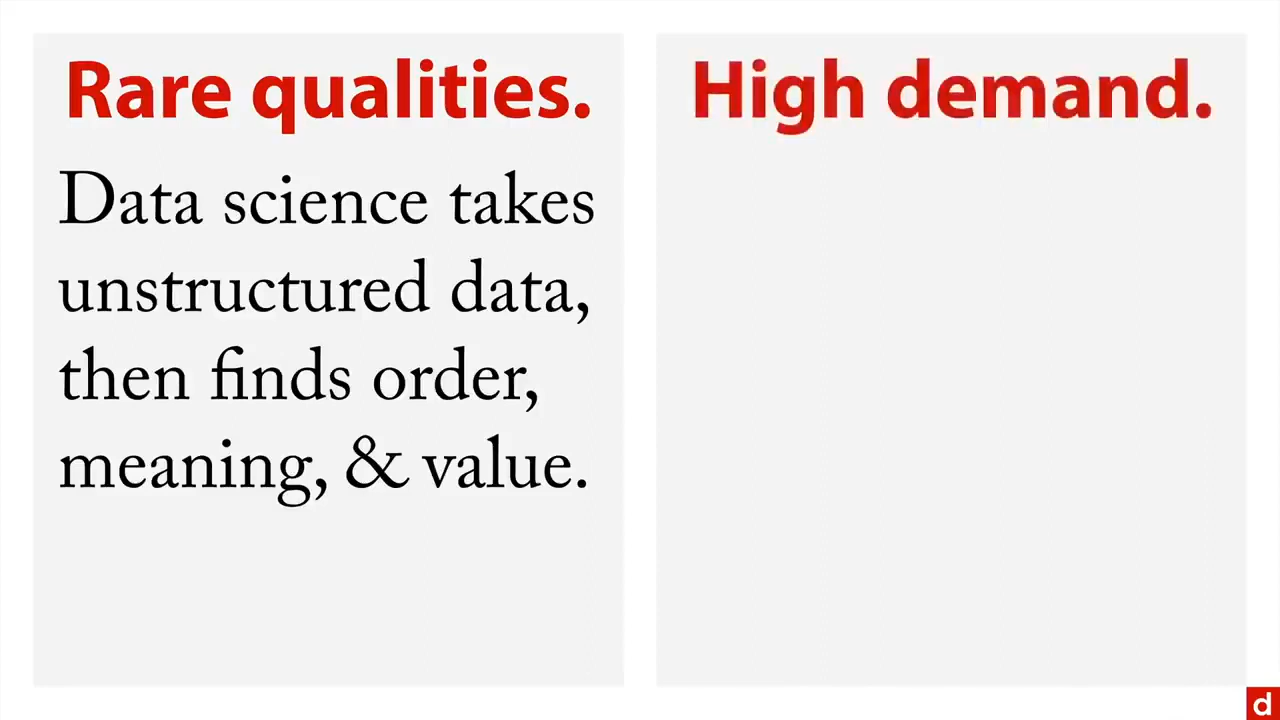 Rare qualities.
Data science takes
unstructured data,
then finds order,
meaning, & value.
High demand.
d